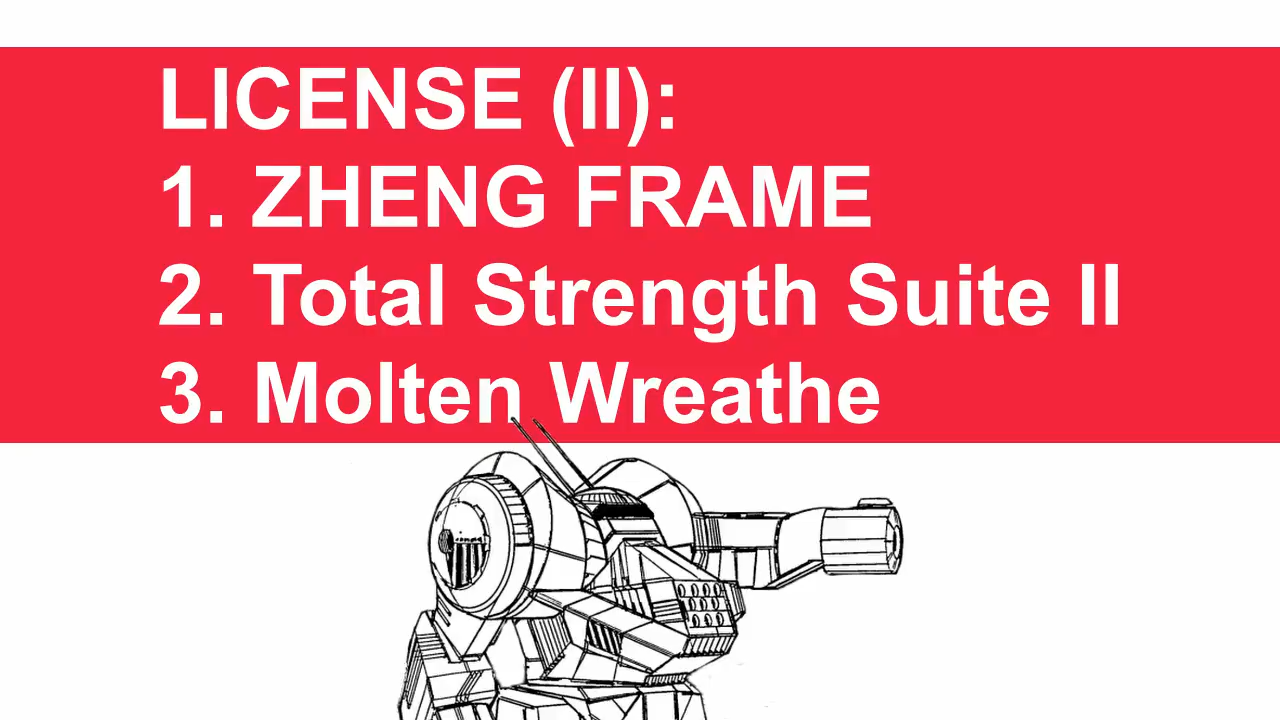 LICENSE (II):
1. ZHENG FRAME
2. Total Strength Suite II
3. Molten Wreathe